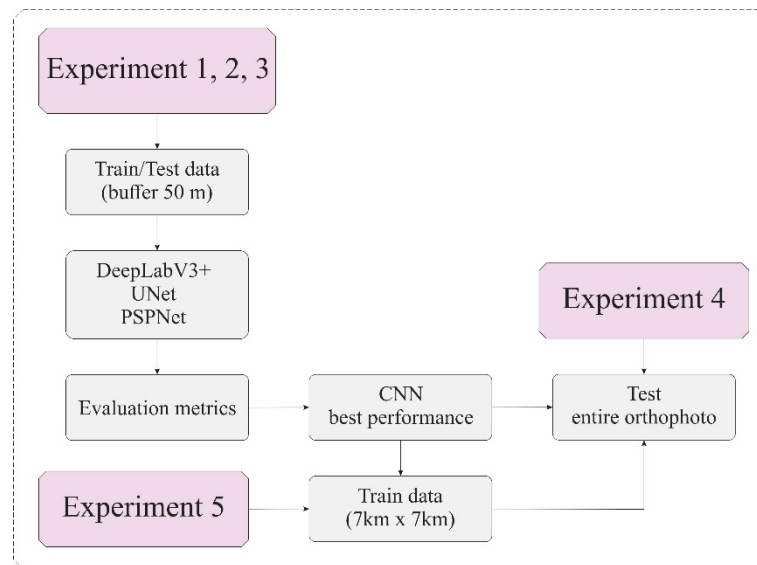 Experiment 1, 2, 3
Train/Test data
(buffer 50 m)
DeepLabV3+
UNet
PSPNet
Experiment 4
Evaluation metrics
CNN
best performance
Test
entire orthophoto
Experiment 5
Train data
(7km x 7km)